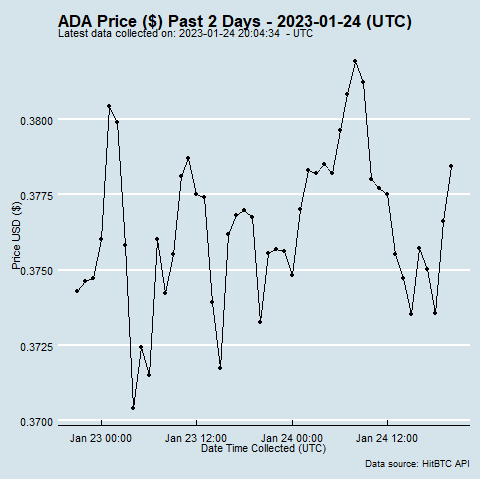 ADA Price ($) Past 2 Days - 2023-01-24 (UTC)
Latest data collected on: 2023-01-24 20:04:34  - UTC
Price USD ($)
0.3800
0.3775
0.3750
0.3725
0.3700
Jan 23 00:00 Jan 23 12:00 Jan 24 00:00 Jan 24 12:00
Date Time Collected (UTC)
Data source: HitBTC API